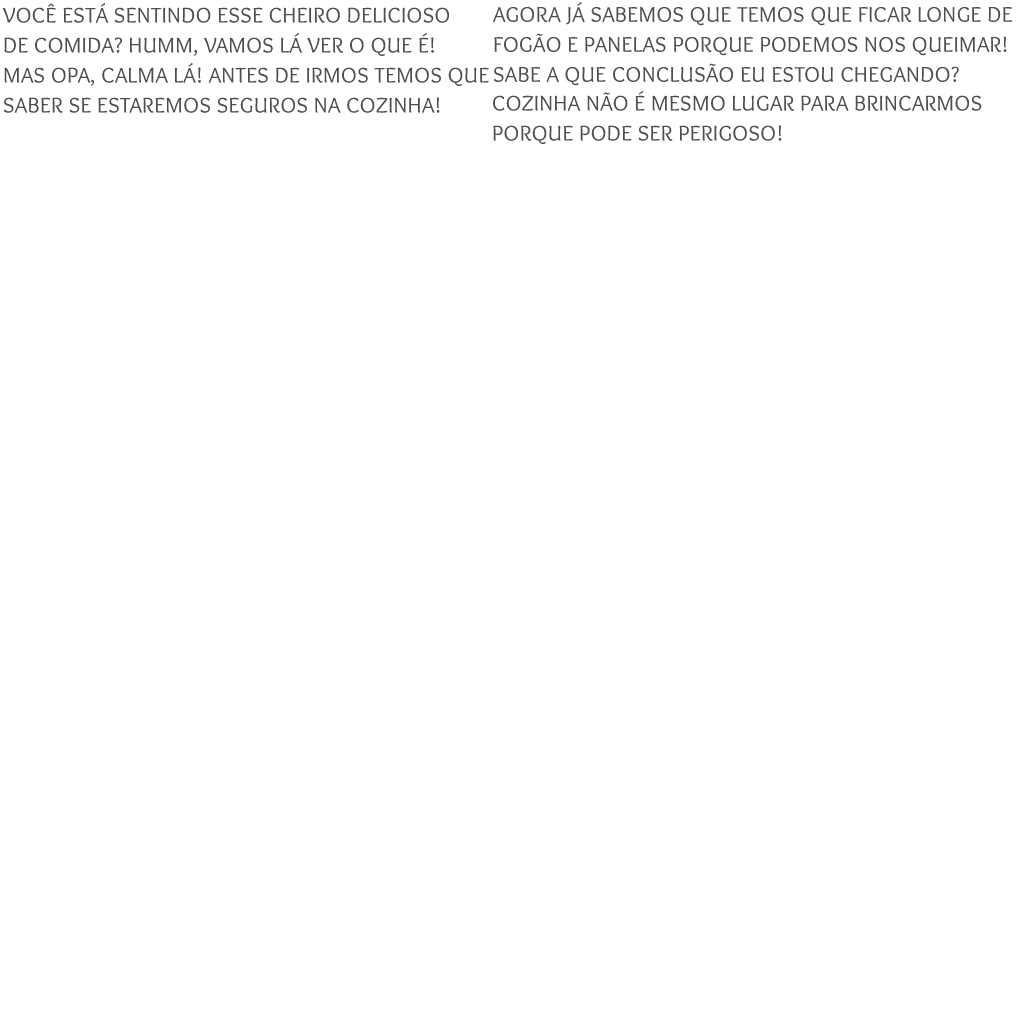 VOCÊ ESTÁ SENTINDO ESSE CHEIRO DELICIOSO
DE COMIDA? HUMM, VAMOS LÁ VER O QUE É!
MAS OPA, CALMA LÁ! ANTES DE IRMOS TEMOS QUE
SABER SE ESTAREMOS SEGUROS NA COZINHA!
AGORA JÁ SABEMOS QUE TEMOS QUE FICAR LONGE DE
FOGÃO E PANELAS PORQUE PODEMOS NOS QUEIMAR!
SABE A QUE CONCLUSÃO EU ESTOU CHEGANDO?
COZINHA NÃO É MESMO LUGAR PARA BRINCARMOS
PORQUE PODE SER PERIGOSO!